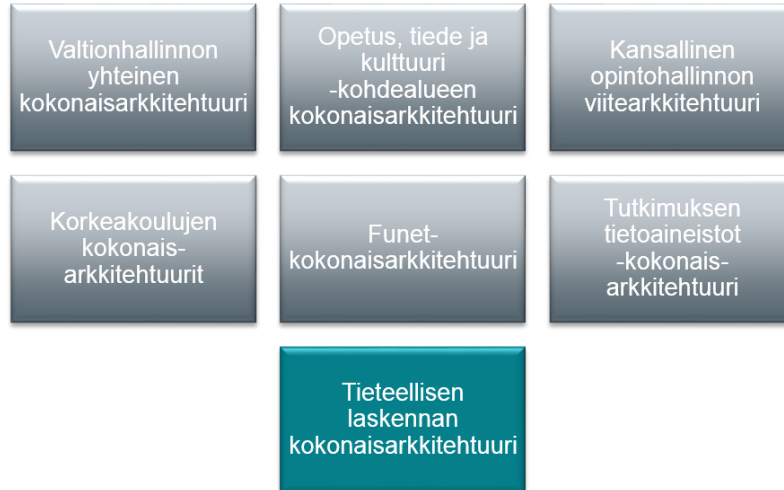 Valtionhallinnon
yhteinen
kokonaisarkkitehtuuri
Opetus, tiede ja
kulttuuri
-kohdealueen
kokonaisarkkitehtuuri
Kansallinen
opintohallinnon
viitearkkitehtuuri
Korkeakoulujen
kokonais-
arkkitehtuurit
Funet-
kokonaisarkkitehtuuri
Tutkimuksen
tietoaineistot
-kokonais-
arkkitehtuuri
Tieteellisen
laskennan
kokonaisarkkitehtuuri